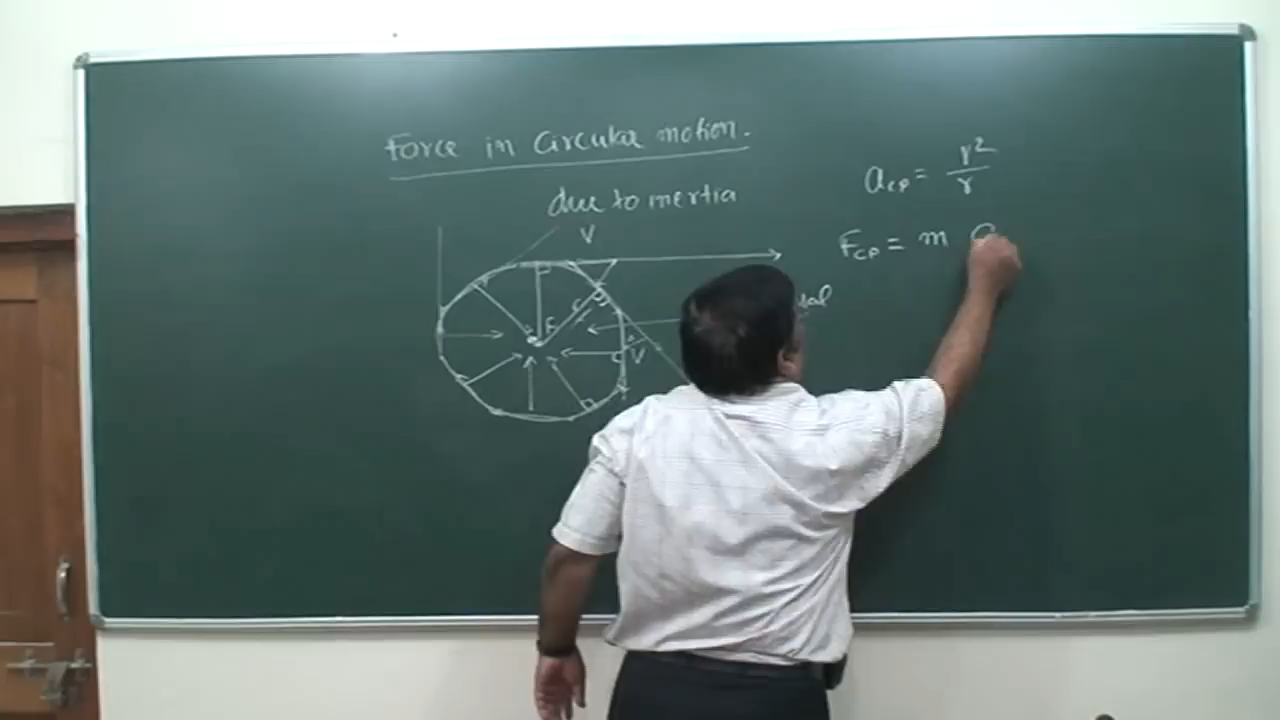 Force in Circular motion.
due to inertia
V
a_cp = v²/r
F_cp = m a
F
V